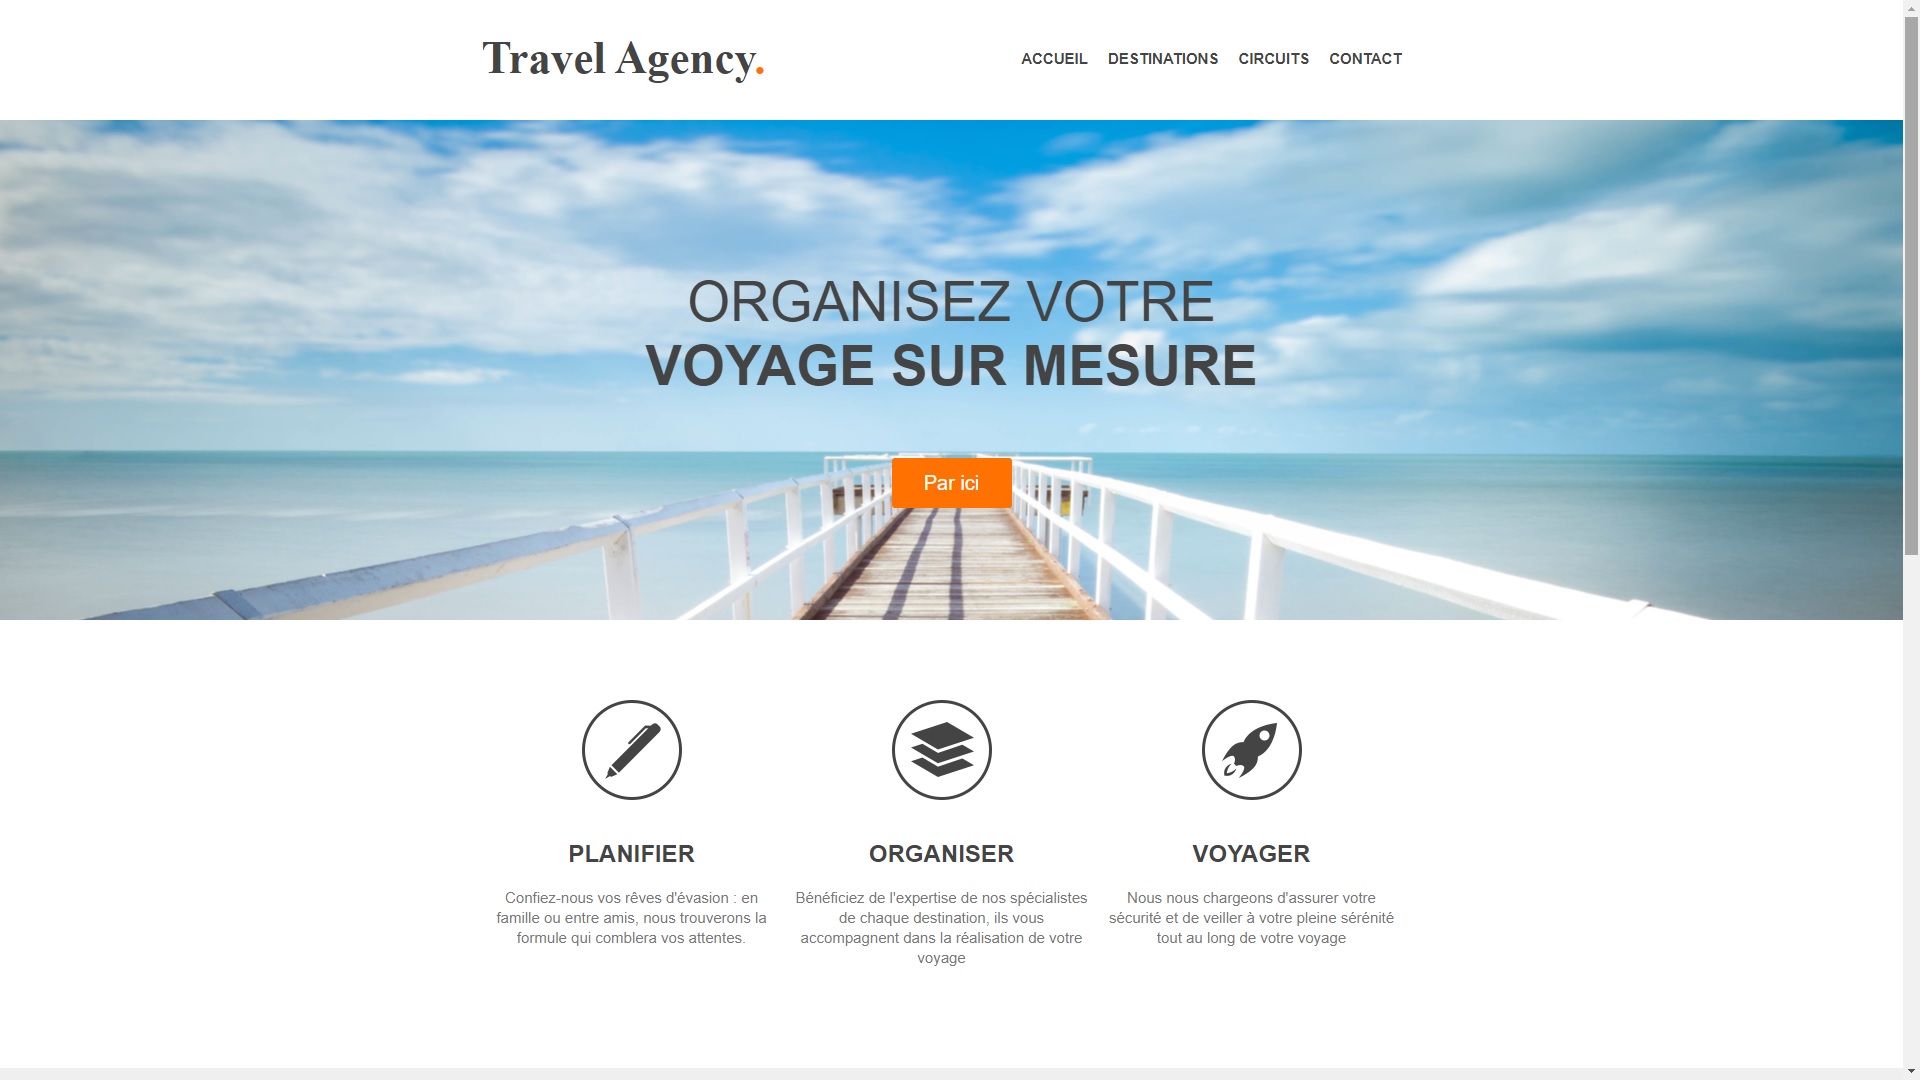 Travel Agency.
ACCUEIL DESTINATIONS CIRCUITS CONTACT
ORGANISEZ VOTRE
VOYAGE SUR MESURE
Par ici
PLANIFIER
Confiez-nous vos rêves d'évasion : en
famille ou entre amis, nous trouverons la
formule qui comblera vos attentes.
ORGANISER
Bénéficiez de l'expertise de nos spécialistes
de chaque destination, ils vous
accompagnent dans la réalisation de votre
voyage
VOYAGER
Nous nous chargeons d'assurer votre
sécurité et de veiller à votre pleine sérénité
tout au long de votre voyage